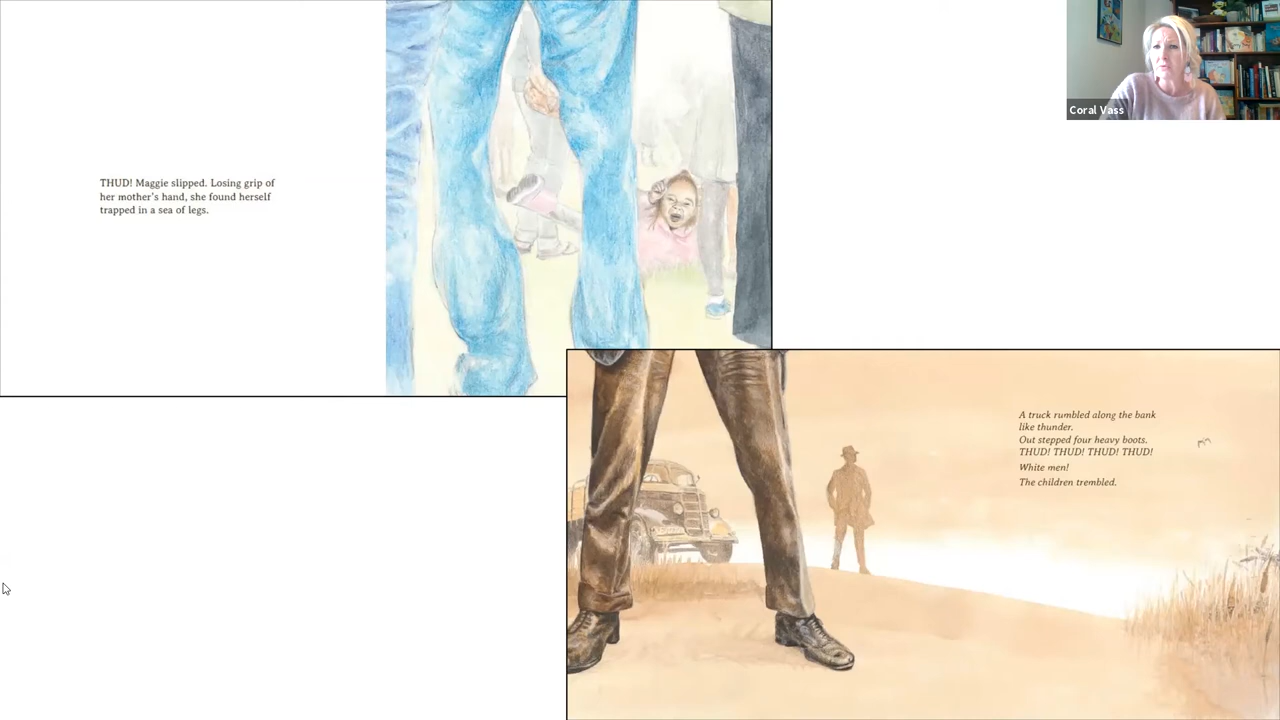 THUD! Maggie slipped. Losing grip of
her mother's hand, she found herself
trapped in a sea of legs.
Coral Vass
A truck rumbled along the bank
like thunder.
Out stepped four heavy boots.
THUD! THUD! THUD! THUD!
White men!
The children trembled.